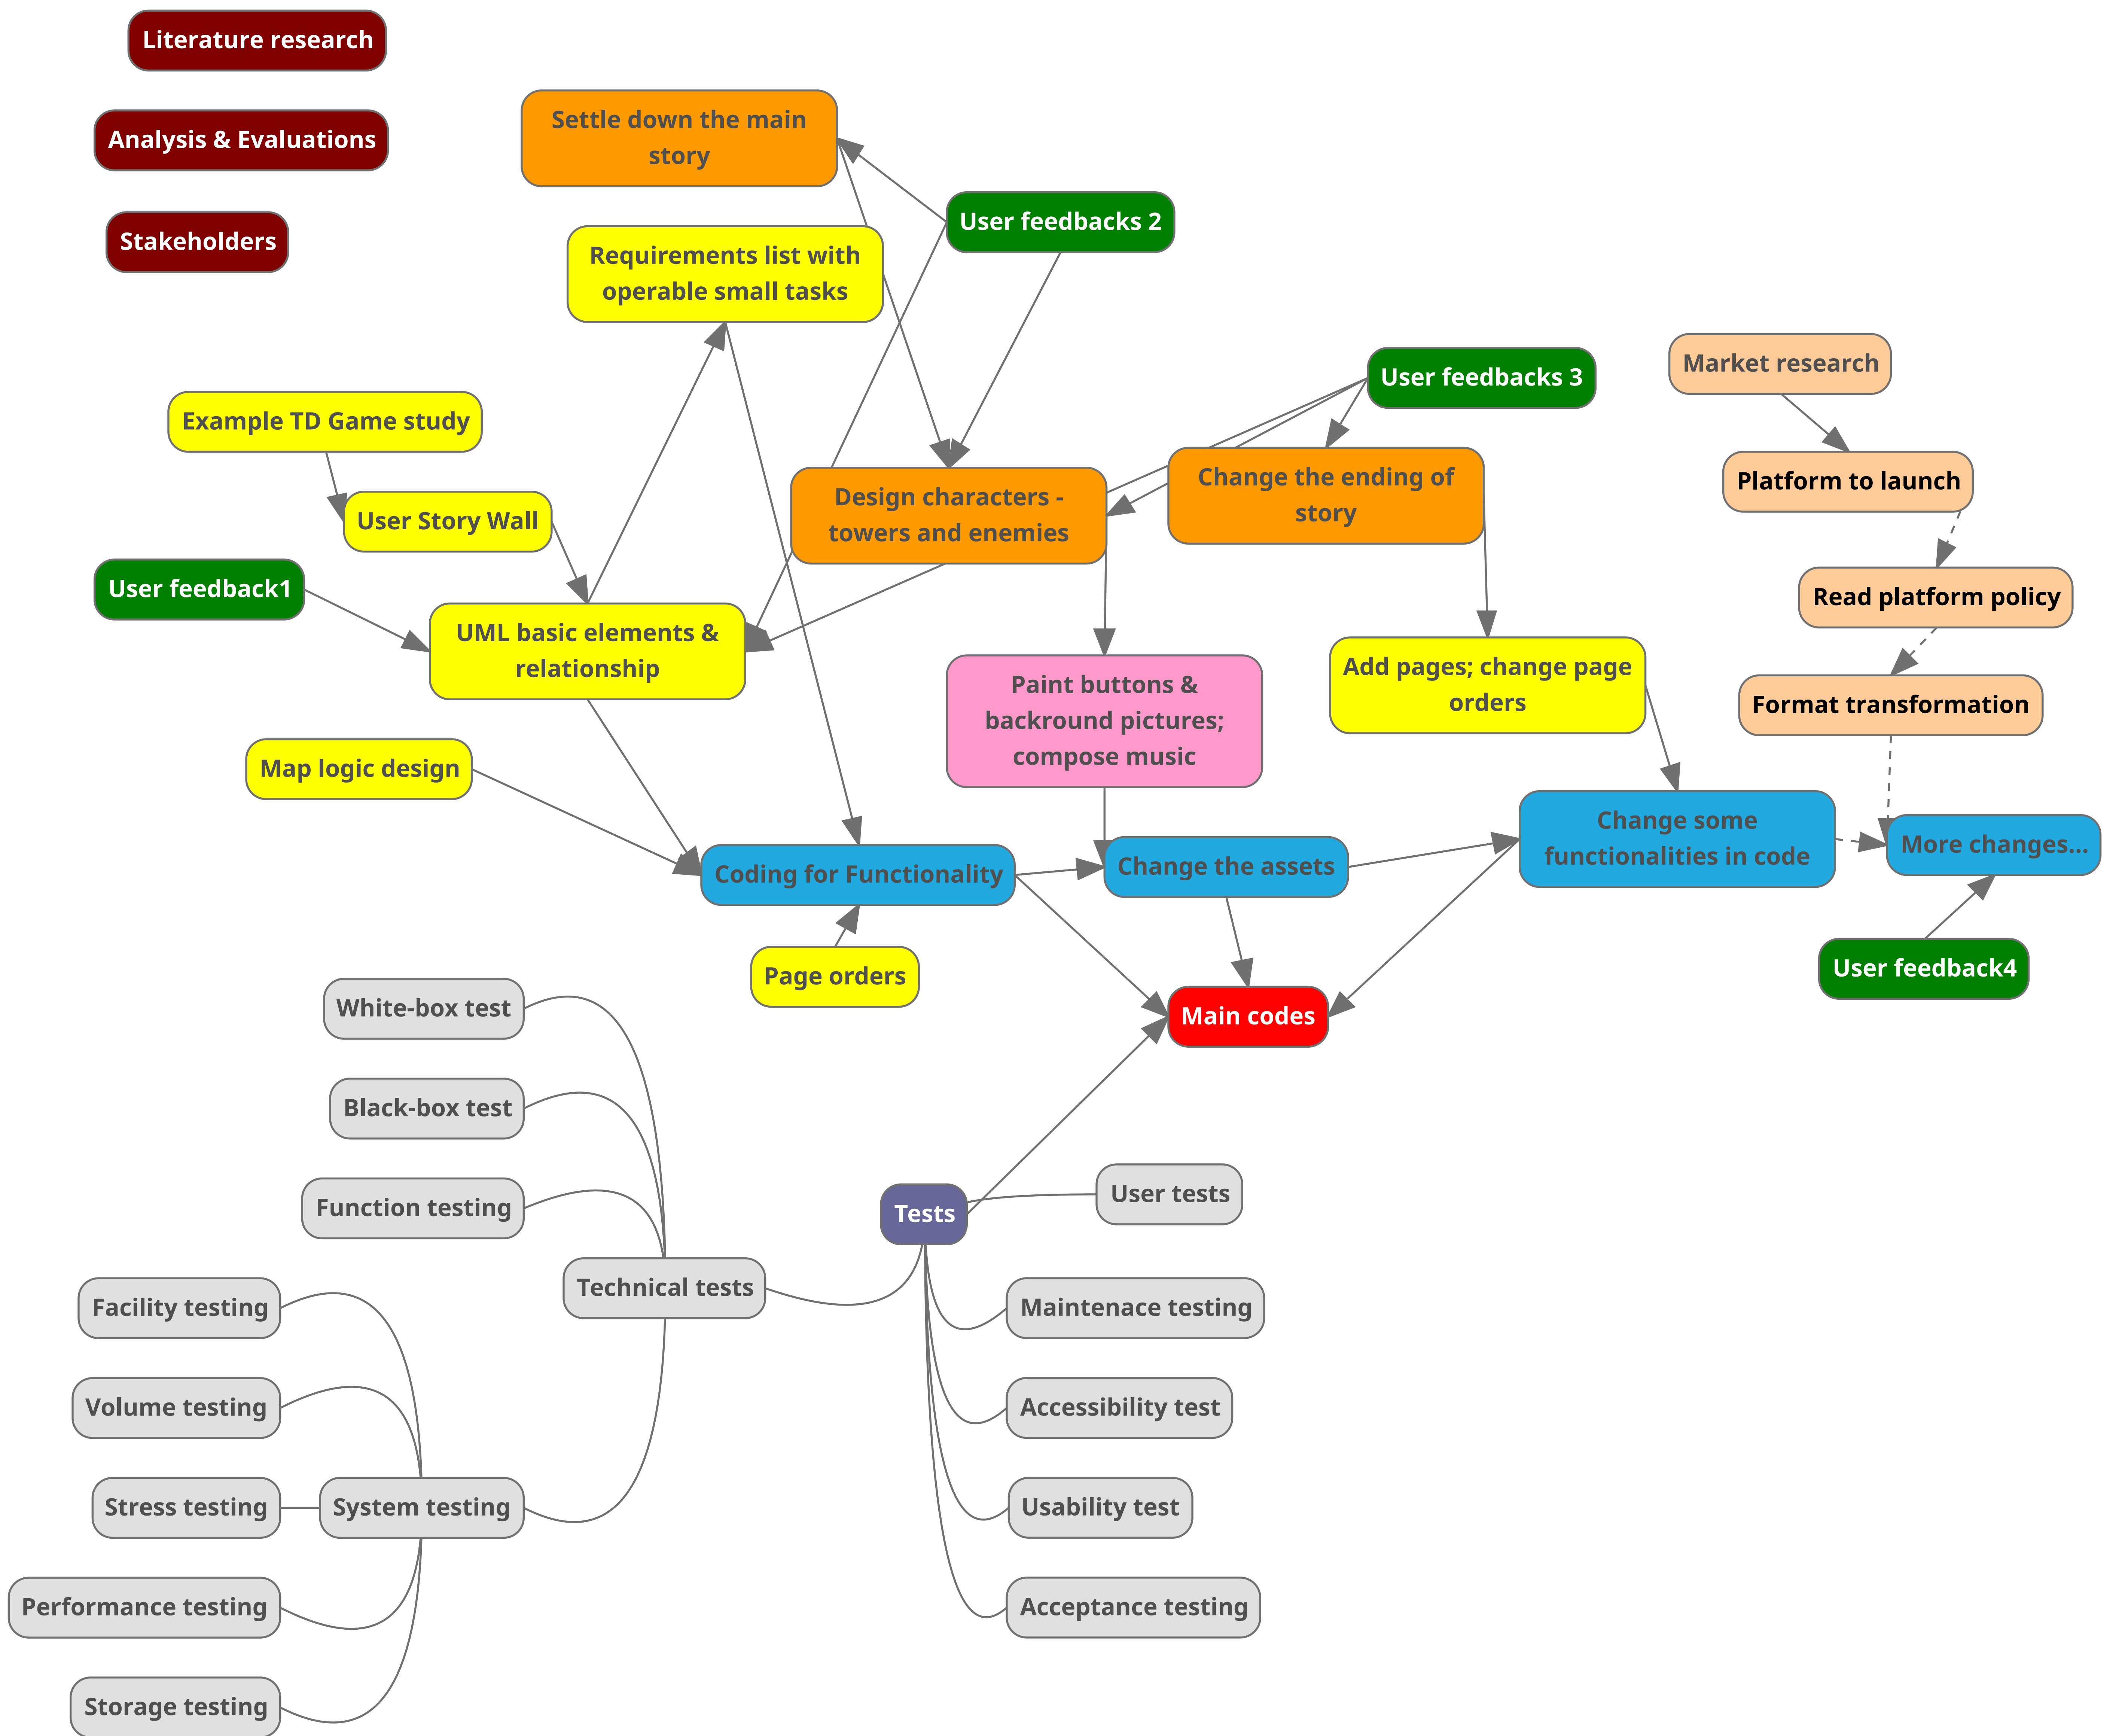 Literature research
Analysis & Evaluations
Stakeholders
Settle down the main
story
User feedbacks 2
Requirements list with
operable small tasks
User feedbacks 3
Market research
Example TD Game study
Platform to launch
Design characters -
towers and enemies
Change the ending of
story
User Story Wall
User feedback1
Read platform policy
UML basic elements &
relationship
Paint buttons &
backround pictures;
compose music
Add pages; change page
orders
Format transformation
Map logic design
Coding for Functionality
Change the assets
Change some
functionalities in code
More changes...
Page orders
User feedback4
Main codes
White-box test
Black-box test
Function testing
Tests
User tests
Technical tests
Facility testing
Maintenace testing
Volume testing
Accessibility test
Stress testing
System testing
Usability test
Performance testing
Acceptance testing
Storage testing